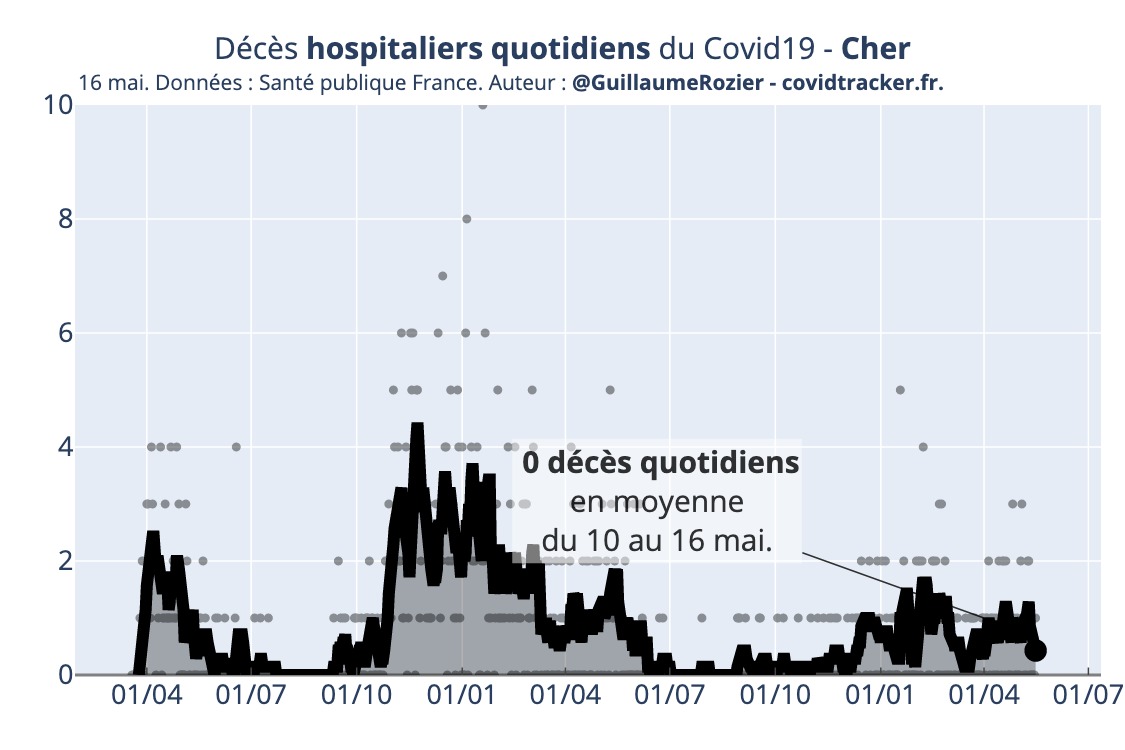 Décès hospitaliers quotidiens du Covid19 - Cher
16 mai. Données : Santé publique France. Auteur : @GuillaumeRozier - covidtracker.fr.
10
8
6
4
2
0
0 décès quotidiens
en moyenne
du 10 au 16 mai.
01/04 01/07 01/10 01/01 01/04 01/07 01/10 01/01 01/04 01/07